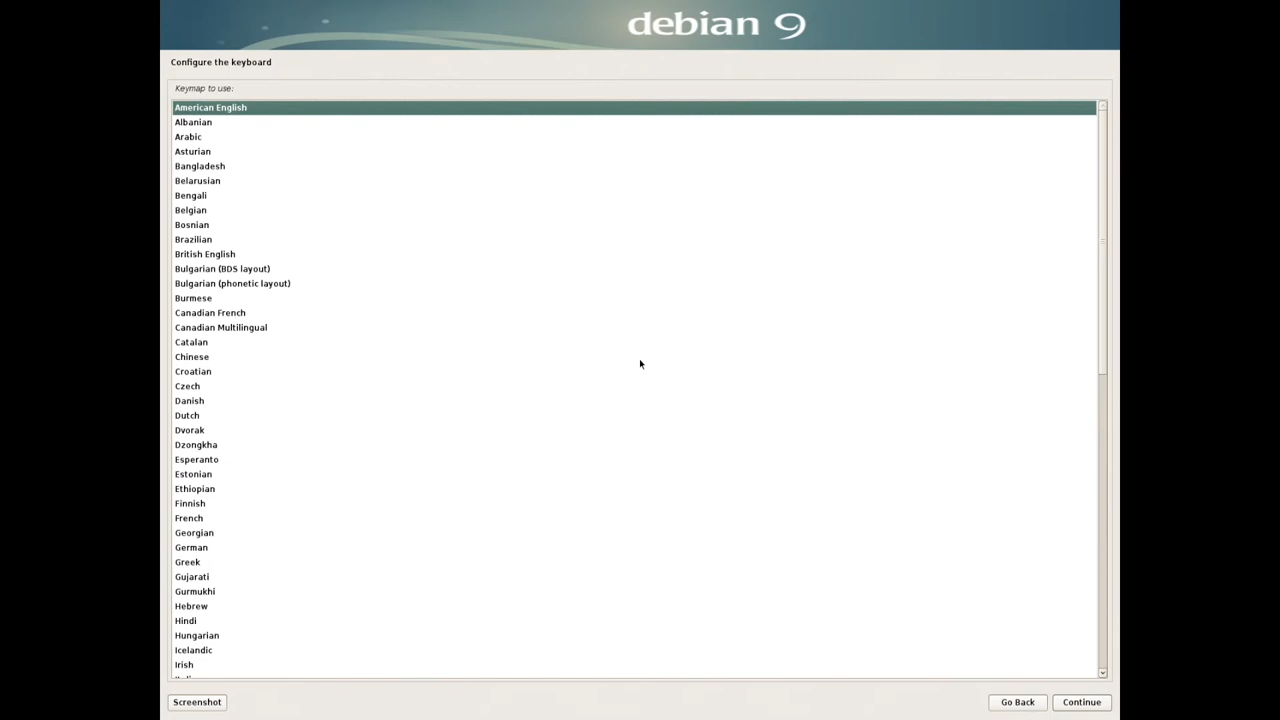 debian 9
Configure the keyboard
Keymap to use:
American English
Albanian
Arabic
Asturian
Bangladesh
Belarusian
Bengali
Belgian
Bosnian
Brazilian
British English
Bulgarian (BDS layout)
Bulgarian (phonetic layout)
Burmese
Canadian French
Canadian Multilingual
Catalan
Chinese
Croatian
Czech
Danish
Dutch
Dvorak
Dzongkha
Esperanto
Estonian
Ethiopian
Finnish
French
Georgian
German
Greek
Gujarati
Gurmukhi
Hebrew
Hindi
Hungarian
Icelandic
Irish
Screenshot
Go Back
Continue